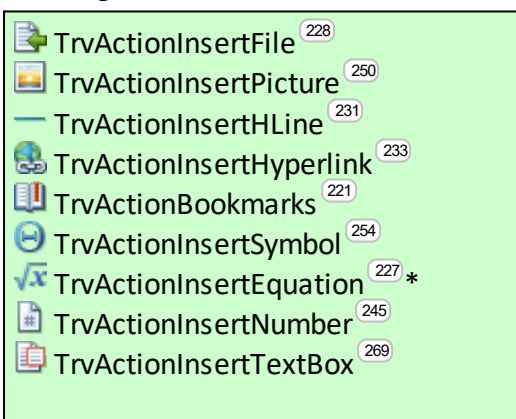 TrvActionInsertFile 228
TrvActionInsertPicture 250
TrvActionInsertHLine 231
TrvActionInsertHyperlink 233
TrvActionBookmarks 221
TrvActionInsertSymbol 254
TrvActionInsertEquation 227 *
TrvActionInsertNumber 245
TrvActionInsertTextBox 269